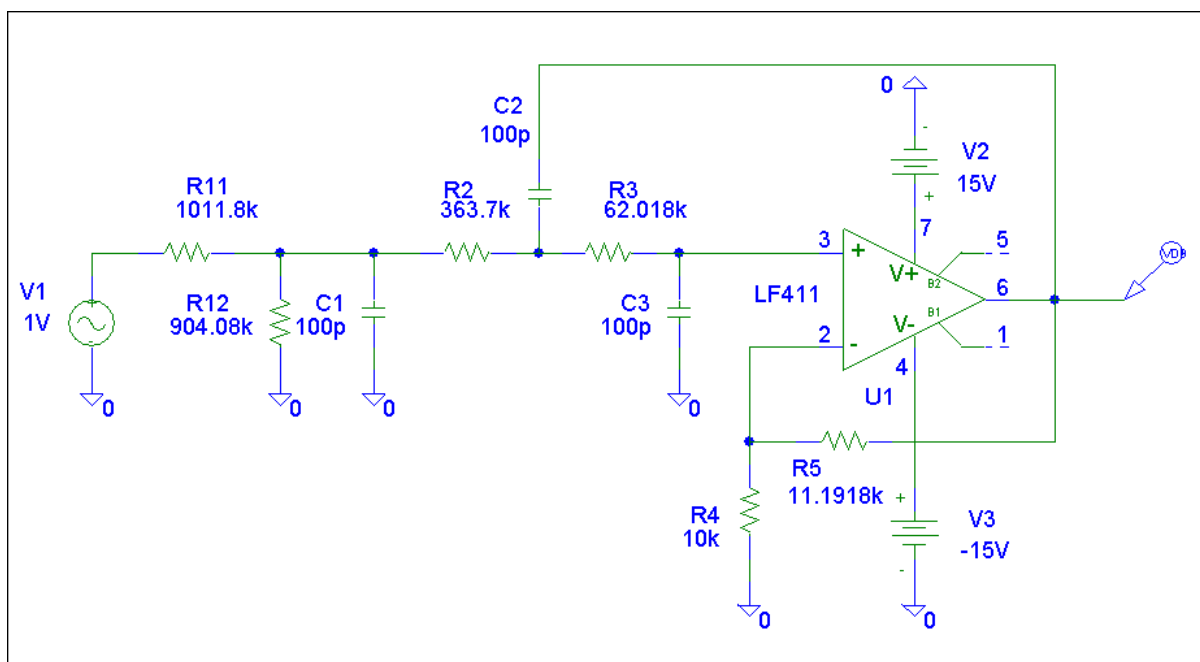 0
C2
100p
-
V2
15V
+
R11
1011.8k
R2
363.7k
R3
62.018k
7
3
+
V+
B2
5
LF411
6
V1
1V
+
-
R12
904.08k
C1
100p
C3
100p
B1
V-
2
-
4
1
U1
0
0
0
0
R5
11.1918k
R4
10k
+
V3
-15V
-
0
0